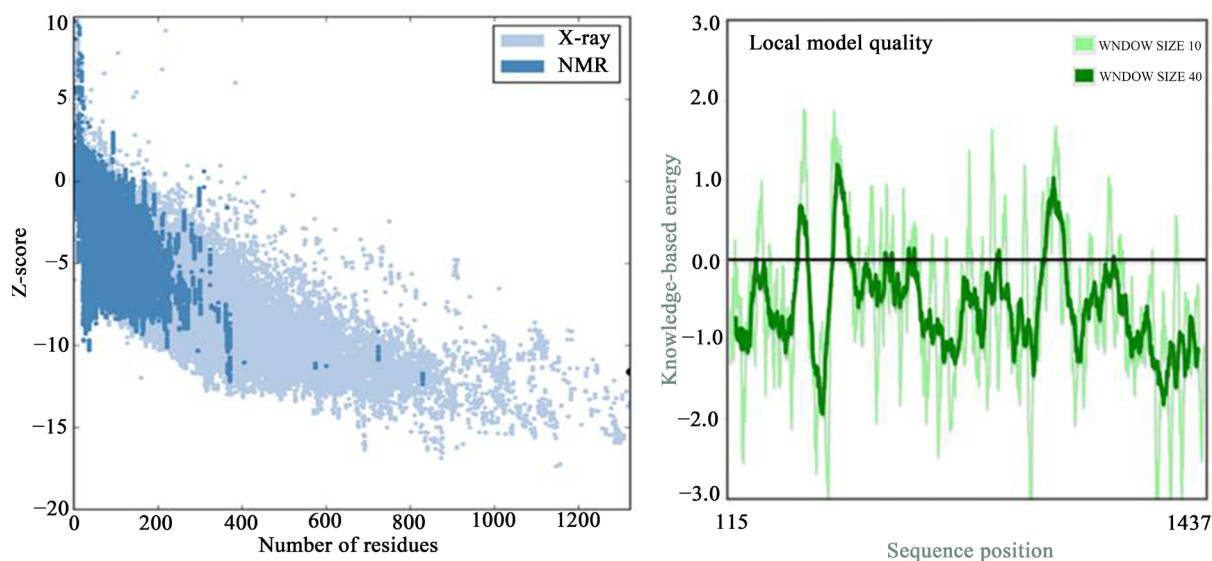 10
5
0
−5
−10
−15
−20
Z-score
X-ray
NMR
0
200
400
600
800
1000
1200
Number of residues
3.0
2.0
1.0
0.0
−1.0
−2.0
−3.0
Knowledge-based energy
Local model quality
WNDOW SIZE 10
WNDOW SIZE 40
115
1437
Sequence position